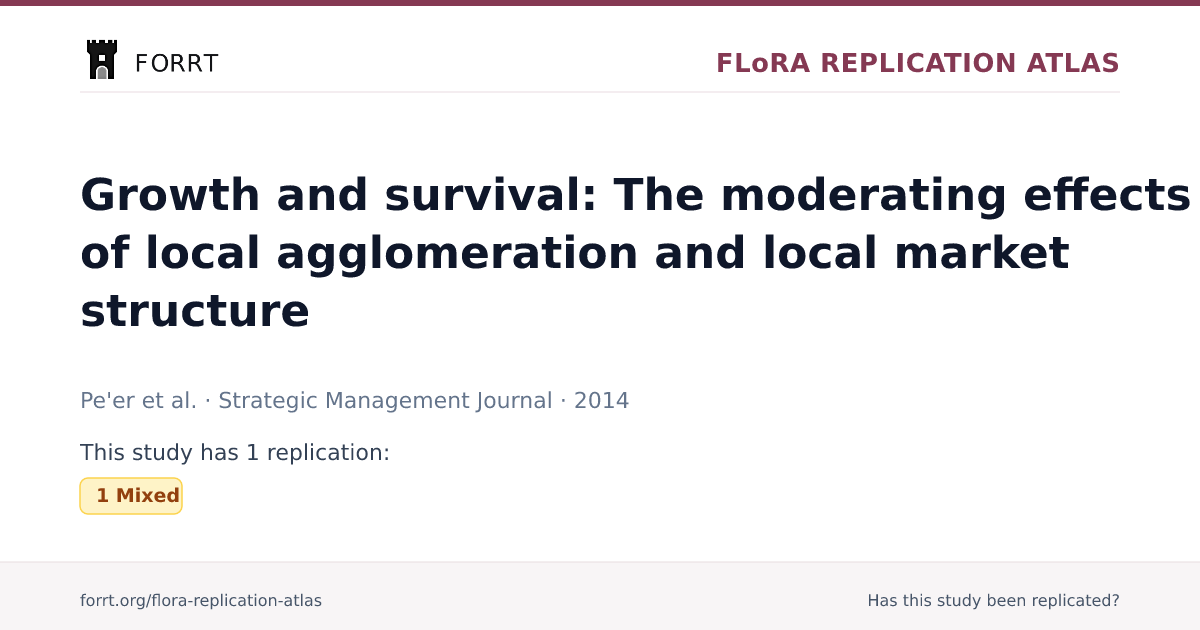 FORRT
FLoRA REPLICATION ATLAS
Growth and survival: The moderating effects
of local agglomeration and local market
structure
Pe'er et al. · Strategic Management Journal · 2014
This study has 1 replication:
1 Mixed
forrt.org/flora-replication-atlas
Has this study been replicated?